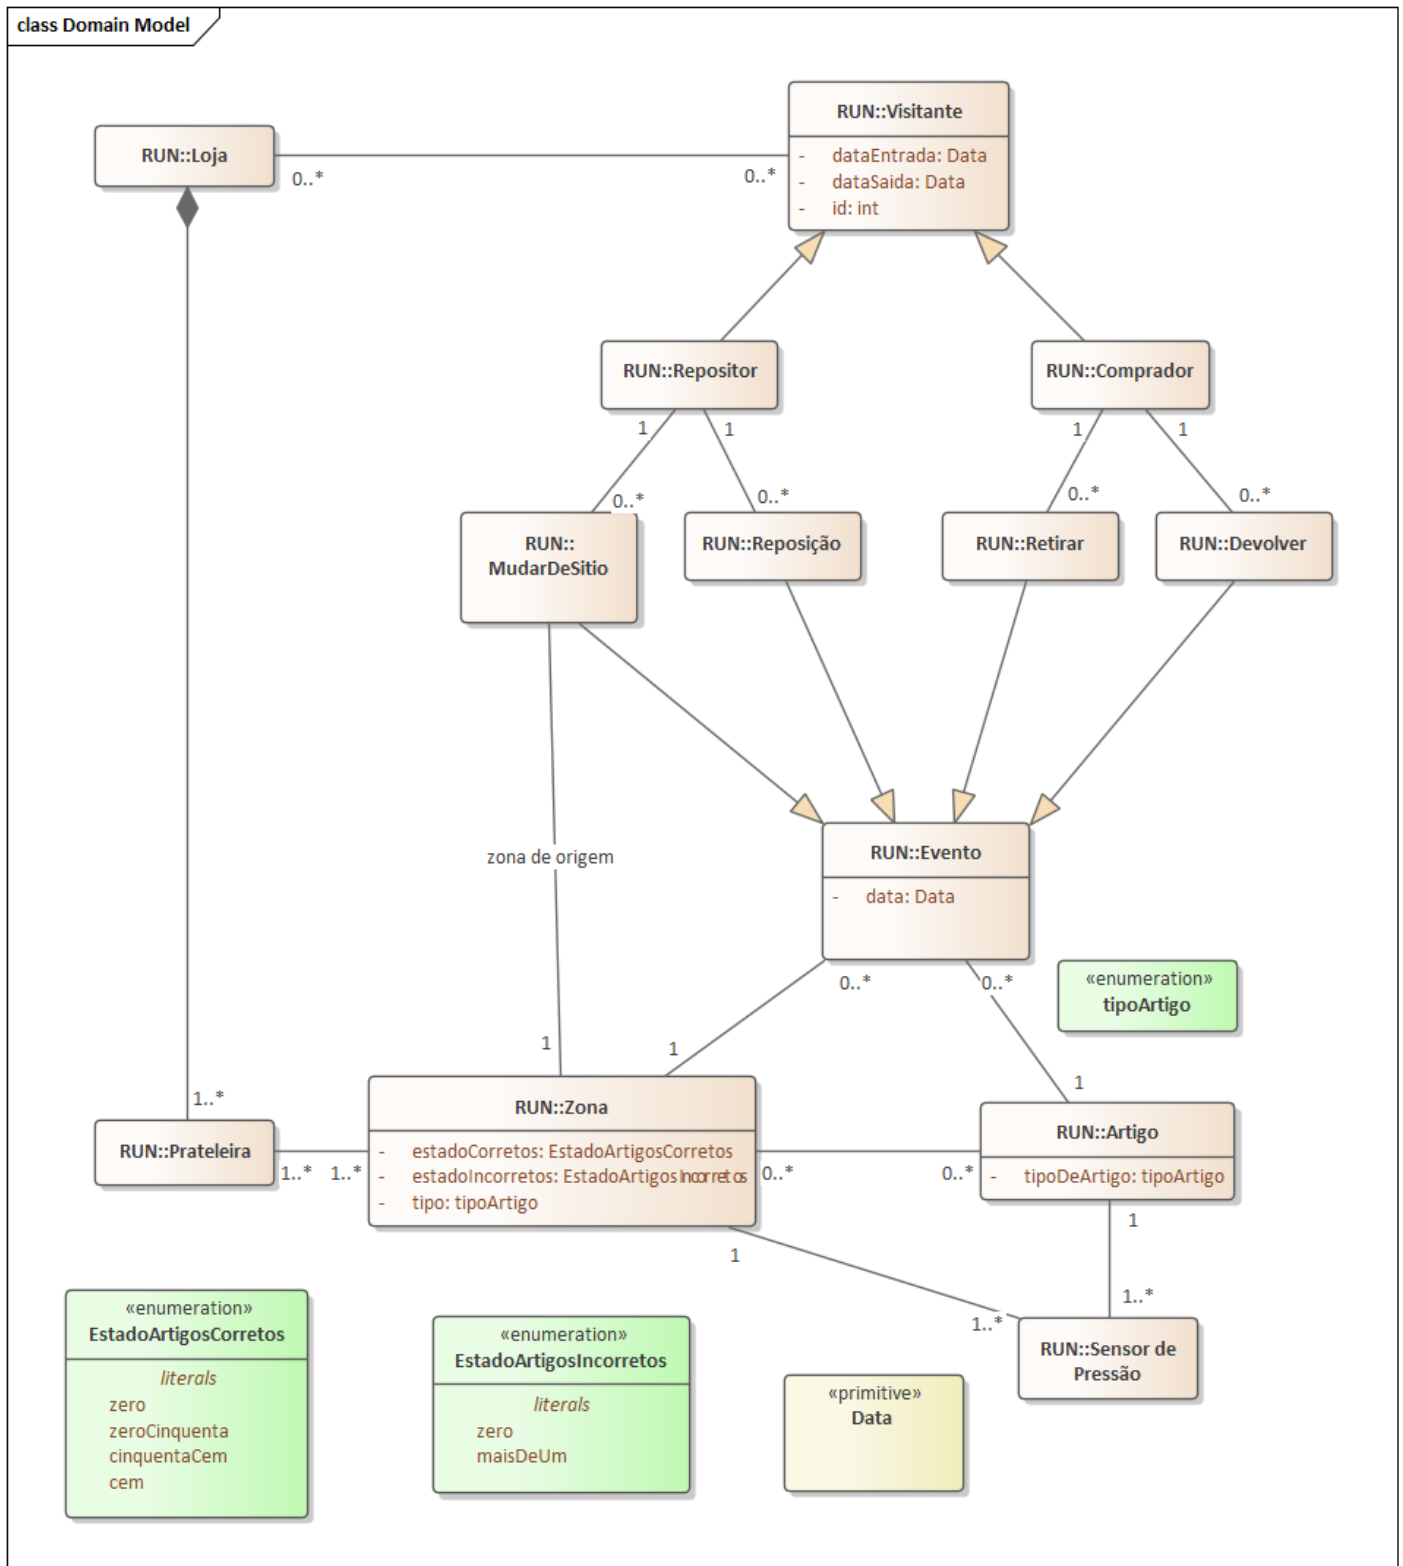 class Domain Model
RUN::Visitante
- dataEntrada: Data
- dataSaida: Data
- id: int
RUN::Loja
0..*
0..*
RUN::Repositor
RUN::Comprador
1
1
1
1
0..*
0..*
0..*
0..*
RUN::
MudarDeSitio
RUN::Reposição
RUN::Retirar
RUN::Devolver
zona de origem
RUN::Evento
- data: Data
0..*
0..*
«enumeration»
tipoArtigo
1
1
1
1..*
RUN::Prateleira
1..*
1..*
RUN::Zona
- estadoCorretos: EstadoArtigosCorretos
- estadoIncorretos: EstadoArtigosIncorretos
- tipo: tipoArtigo
0..*
0..*
RUN::Artigo
- tipoDeArtigo: tipoArtigo
1
1
1..*
1..*
RUN::Sensor de
Pressão
«enumeration»
EstadoArtigosCorretos
literals
zero
zeroCinquenta
cinquentaCem
cem
«enumeration»
EstadoArtigosIncorretos
literals
zero
maisDeUm
«primitive»
Data